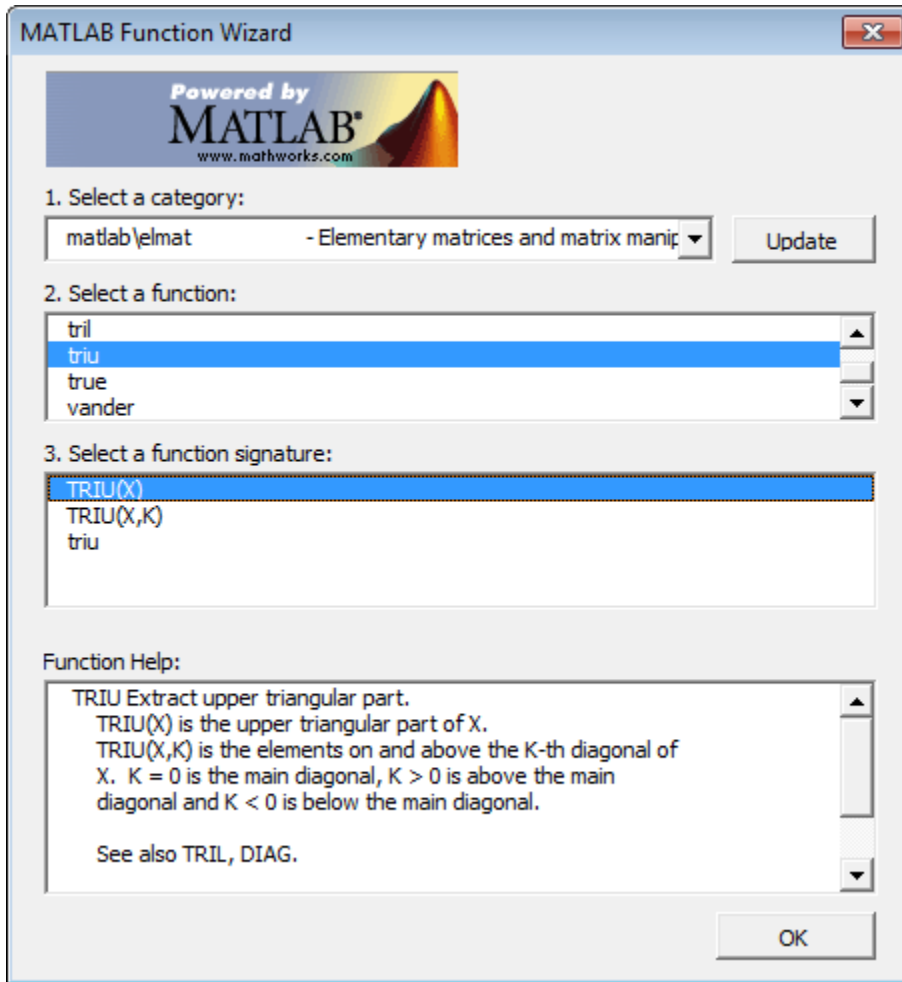 MATLAB Function Wizard
Powered by
MATLAB®
www.mathworks.com
1. Select a category:
matlab\elmat - Elementary matrices and matrix manip
Update
2. Select a function:
tril
triu
true
vander
3. Select a function signature:
TRIU(X)
TRIU(X,K)
triu
Function Help:
TRIU Extract upper triangular part.
TRIU(X) is the upper triangular part of X.
TRIU(X,K) is the elements on and above the K-th diagonal of
X.  K = 0 is the main diagonal, K > 0 is above the main
diagonal and K < 0 is below the main diagonal.
See also TRIL, DIAG.
OK